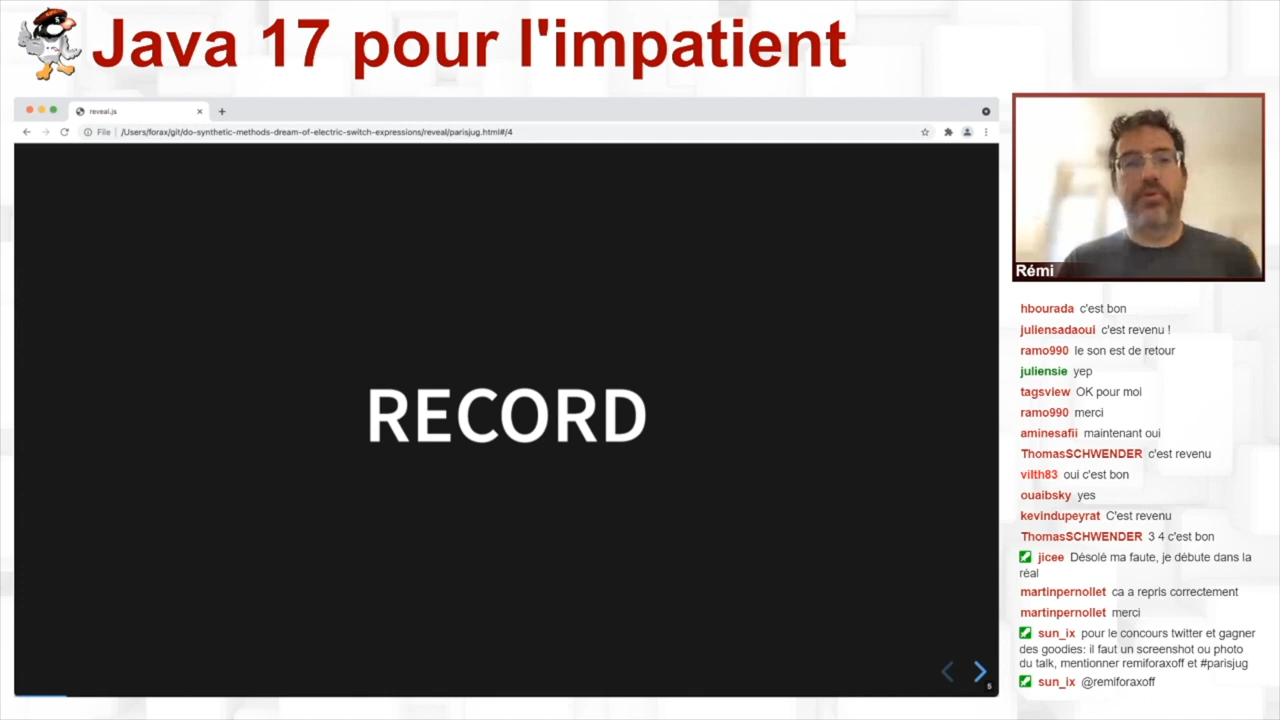 Java 17 pour l'impatient
reveal.js
File
/Users/forax/git/do-synthetic-methods-dream-of-electric-switch-expressions/reveal/parisjug.html#/4
RECORD
5
Rémi
hbourada c'est bon
juliensadaoui c'est revenu !
ramo990 le son est de retour
juliensie yep
tagsview OK pour moi
ramo990 merci
aminesafii maintenant oui
ThomasSCHWENDER c'est revenu
vilth83 oui c'est bon
ouaibsky yes
kevindupeyrat C'est revenu
ThomasSCHWENDER 3 4 c'est bon
jicee Désolé ma faute, je débute dans la
réal
martinpernollet ca a repris correctement
martinpernollet merci
sun_ix pour le concours twitter et gagner
des goodies: il faut un screenshot ou photo
du talk, mentionner remiforaxoff et #parisjug
sun_ix @remiforaxoff